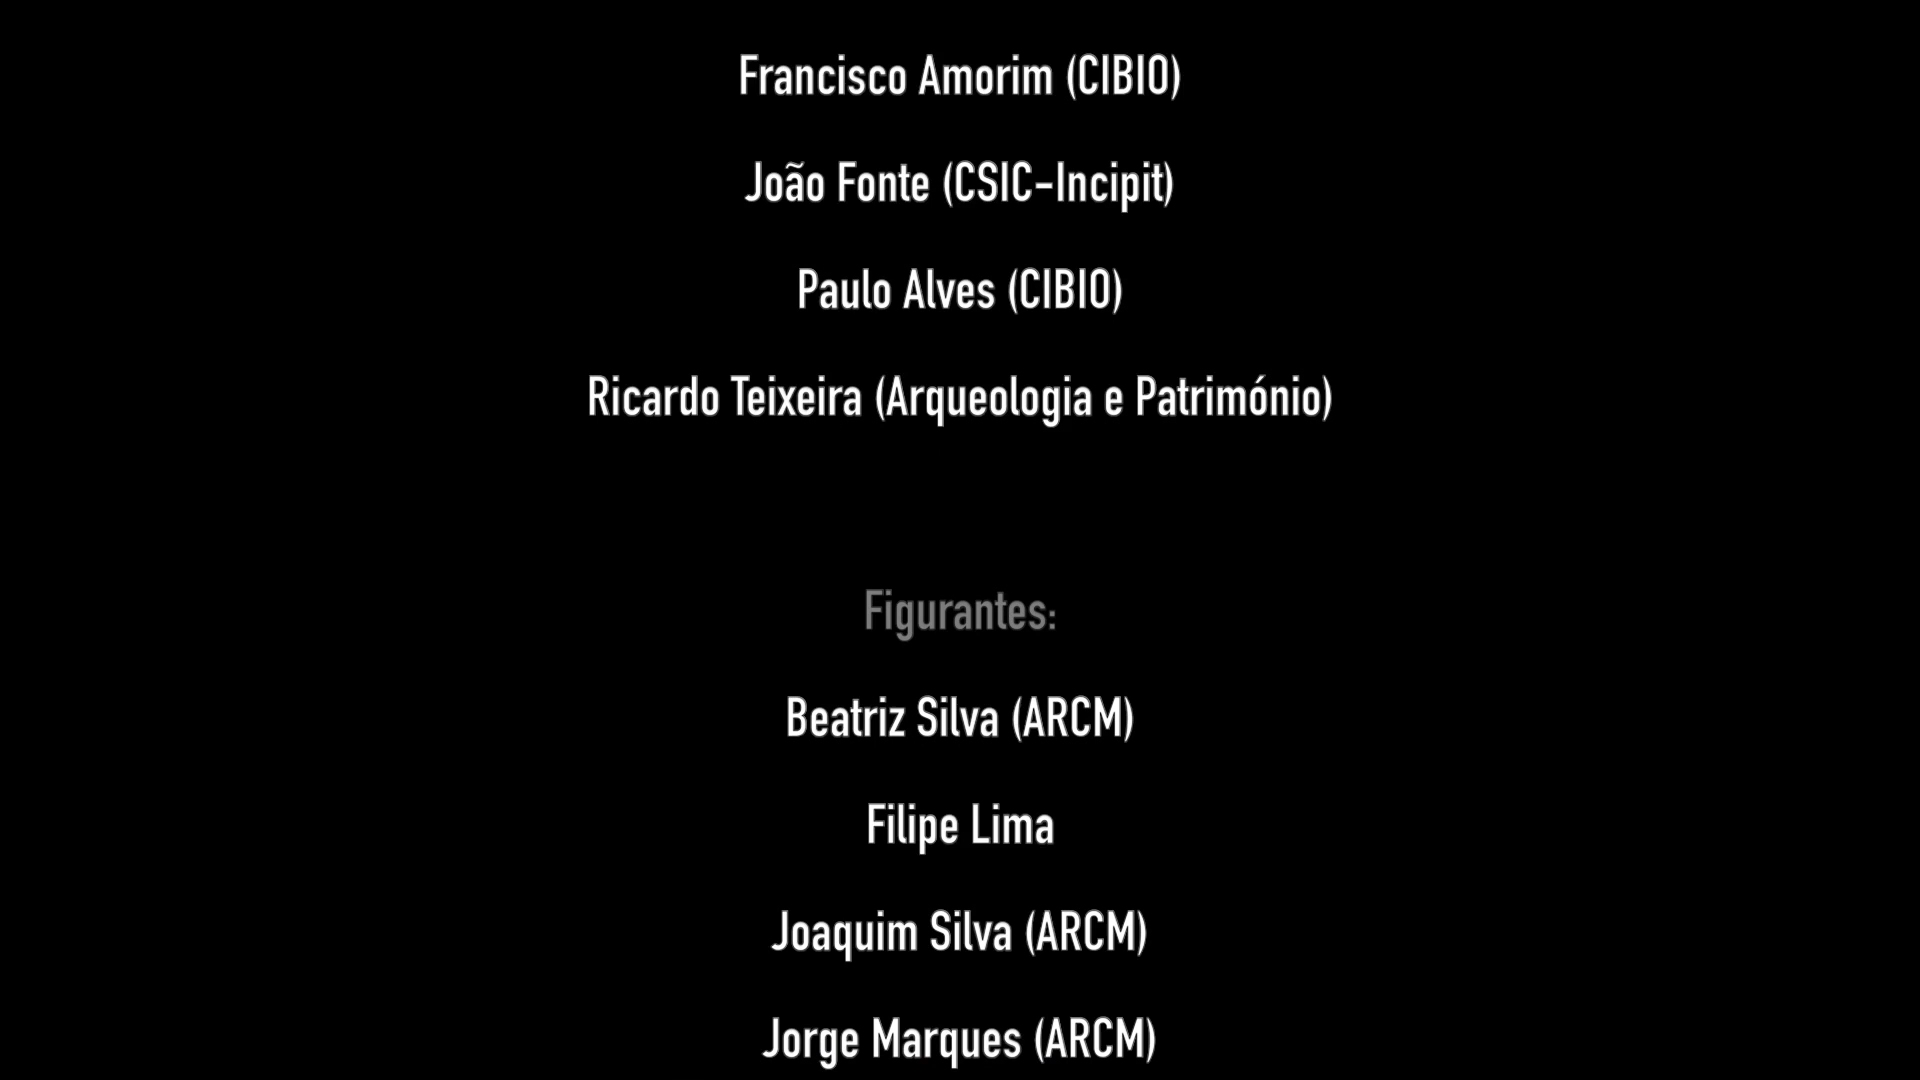 Francisco Amorim (CIBIO)
João Fonte (CSIC-Incipit)
Paulo Alves (CIBIO)
Ricardo Teixeira (Arqueologia e Património)
Figurantes:
Beatriz Silva (ARCM)
Filipe Lima
Joaquim Silva (ARCM)
Jorge Marques (ARCM)